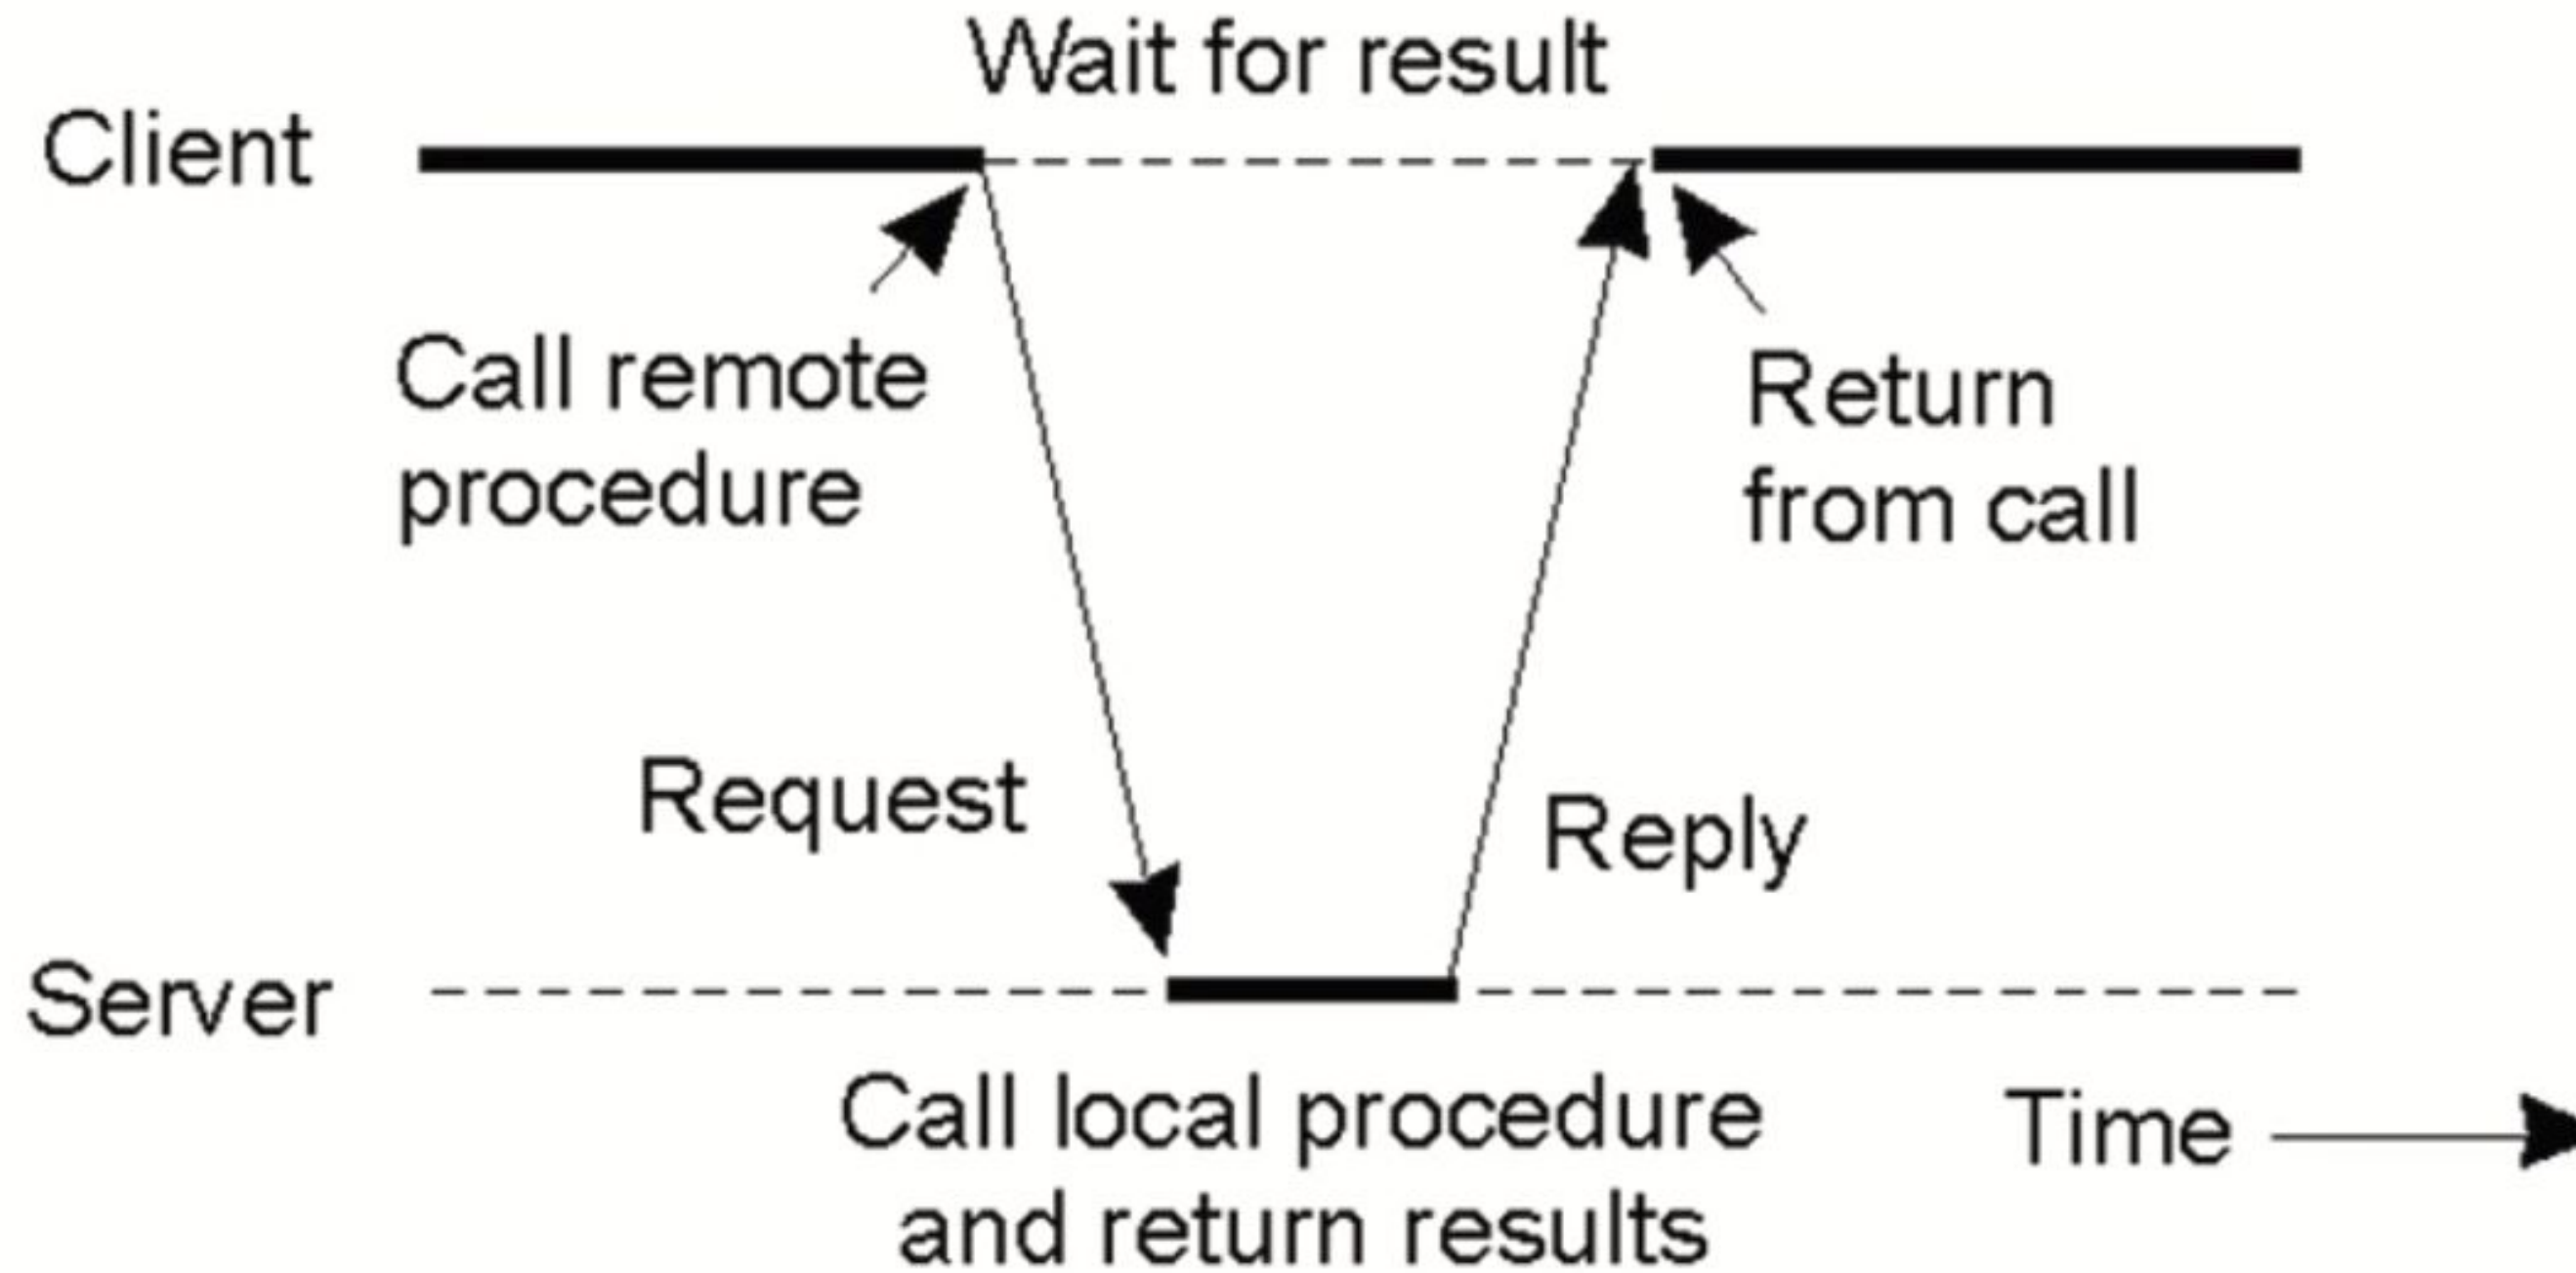 Wait for result
Client
Call remote
procedure
Return
from call
Request
Reply
Server
Call local procedure
and return results
Time